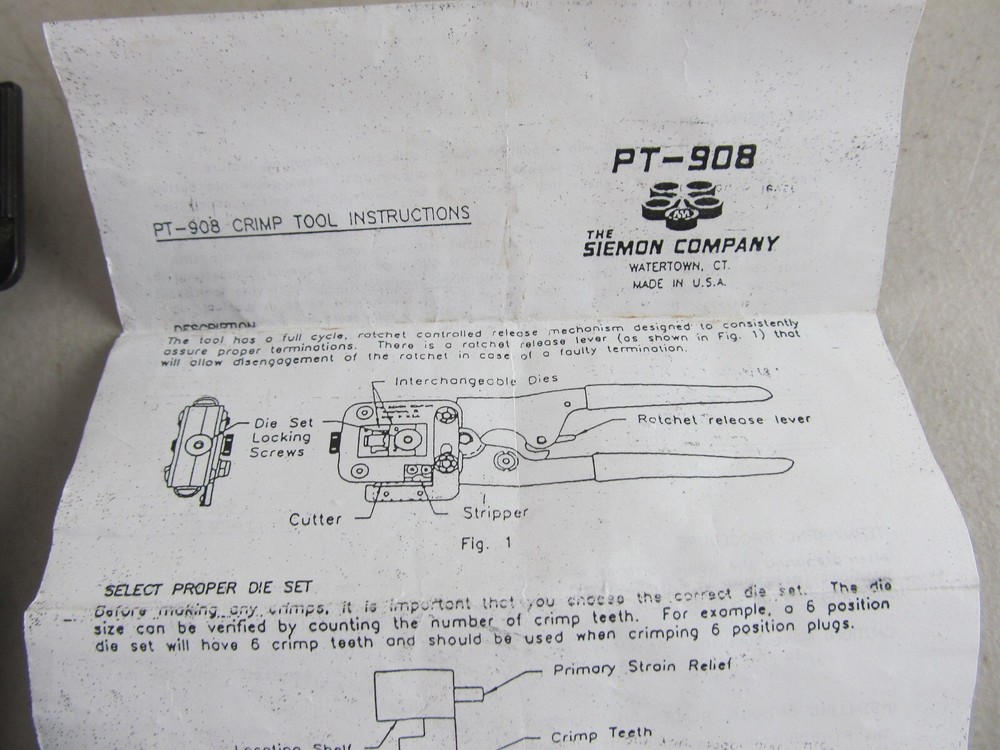 PT-908
PT-908 CRIMP TOOL INSTRUCTIONS
THE
SIEMON COMPANY
WATERTOWN, CT.
MADE IN U.S.A.
DESCRIPTION
The tool has a full cycle, ratchet controlled release mechanism designed to consistently
assure proper terminations. There is a ratchet release lever (as shown in Fig. 1) that
will allow disengagement of the ratchet in case of a faulty termination.
Interchangeable Dies
Die Set
Locking
Screws
Ratchet release lever
Cutter
Stripper
Fig. 1
SELECT PROPER DIE SET
Before making any crimps, it is important that you choose the correct die set. The die
size can be verified by counting the number of crimp teeth. For example, a 6 position
die set will have 6 crimp teeth and should be used when crimping 6 position plugs.
Primary Strain Relief
Crimp Teeth
Locating Shelf